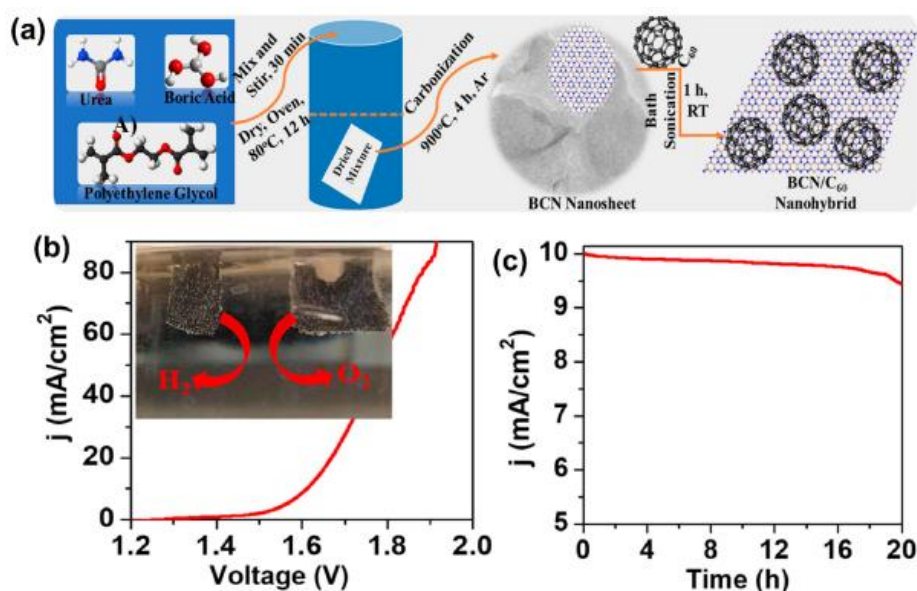 (a)
Urea
Boric Acid
A)
Polyethylene Glycol
Mix and
Stir, 30 min
Dry, Oven,
80°C, 12 h
Dried
Mixture
Carbonization
900°C, 4 h, Ar
BCN Nanosheet
C60
Bath
Sonication
1 h,
RT
BCN/C60
Nanohybrid
(b)
j (mA/cm2)
80
60
40
20
0
1.2 1.4 1.6 1.8 2.0
Voltage (V)
H2
O2
(c)
j (mA/cm2)
10
9
8
7
6
5
0 4 8 12 16 20
Time (h)